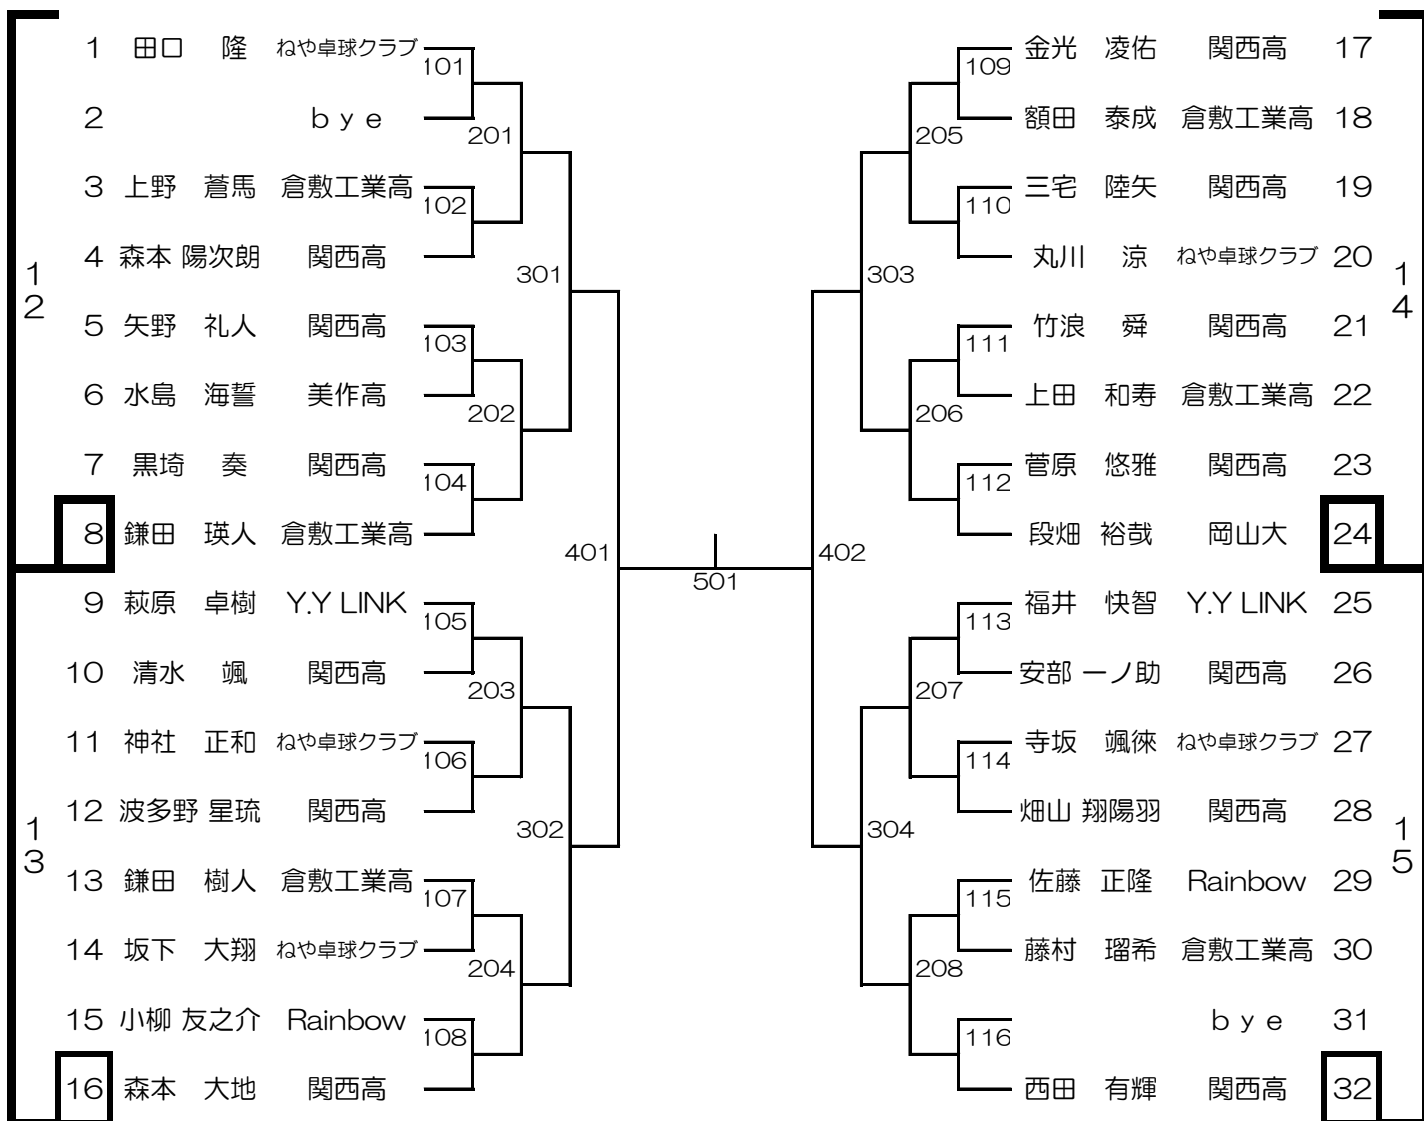 1 田口 隆 ねや卓球クラブ
101
2 bye
201
3 上野 蒼馬 倉敷工業高
102
4 森本 陽次朗 関西高
301
5 矢野 礼人 関西高
103
6 水島 海誓 美作高
202
7 黒埼 奏 関西高
104
8 鎌田 瑛人 倉敷工業高
12
401
9 萩原 卓樹 Y.Y LINK
105
10 清水 颯 関西高
203
11 神社 正和 ねや卓球クラブ
106
12 波多野 星琉 関西高
302
13 鎌田 樹人 倉敷工業高
107
14 坂下 大翔 ねや卓球クラブ
204
15 小柳 友之介 Rainbow
108
16 森本 大地 関西高
13
501
金光 凌佑 関西高 17
109
額田 泰成 倉敷工業高 18
205
三宅 陸矢 関西高 19
110
丸川 涼 ねや卓球クラブ 20
303
竹浪 舜 関西高 21
111
上田 和寿 倉敷工業高 22
206
菅原 悠雅 関西高 23
112
段畑 裕哉 岡山大 24
14
402
福井 快智 Y.Y LINK 25
113
安部 一ノ助 関西高 26
207
寺坂 颯徠 ねや卓球クラブ 27
114
畑山 翔陽羽 関西高 28
304
佐藤 正隆 Rainbow 29
115
藤村 瑠希 倉敷工業高 30
208
bye 31
116
西田 有輝 関西高 32
15